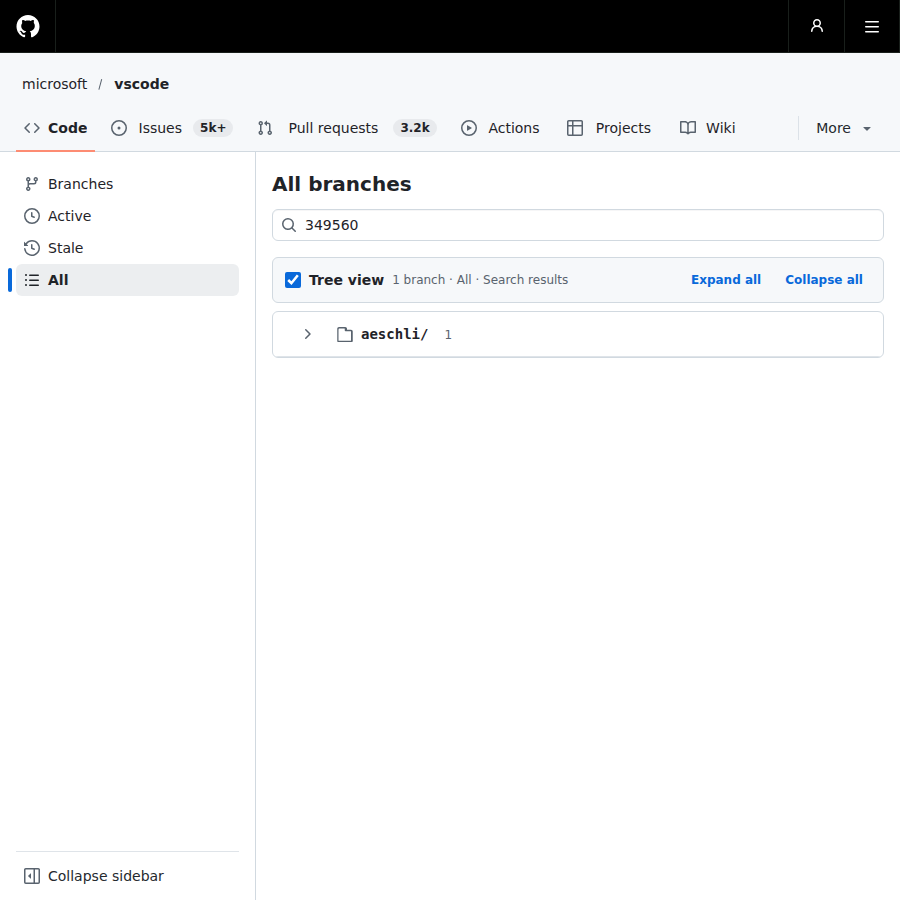 microsoft / vscode
Code Issues 5k+ Pull requests 3.2k Actions Projects Wiki More
Branches
Active
Stale
All
All branches
349560
Tree view 1 branch · All · Search results Expand all Collapse all
aeschli/ 1
Collapse sidebar